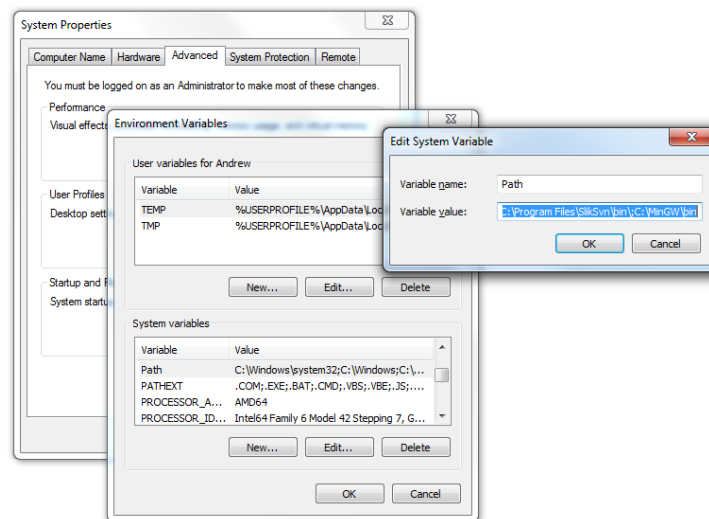 System Properties
Computer Name Hardware Advanced System Protection Remote
You must be logged on as an Administrator to make most of these changes.
Performance
Visual effects
User Profiles
Desktop sett
Startup and
System startu
Environment Variables
User variables for Andrew
Variable Value
TEMP %USERPROFILE%\AppData\Loc
TMP %USERPROFILE%\AppData\Loc
New... Edit... Delete
System variables
Variable Value
Path C:\Windows\system32;C:\Windows;C:\...
PATHEXT .COM;.EXE;.BAT;.CMD;.VBS;.VBE;.JS;....
PROCESSOR_A... AMD64
PROCESSOR_ID... Intel64 Family 6 Model 42 Stepping 7, G...
New... Edit... Delete
OK Cancel
Edit System Variable
Variable name: Path
Variable value: C:\Program Files\SlikSvn\bin\;C:\MinGW\bin
OK Cancel